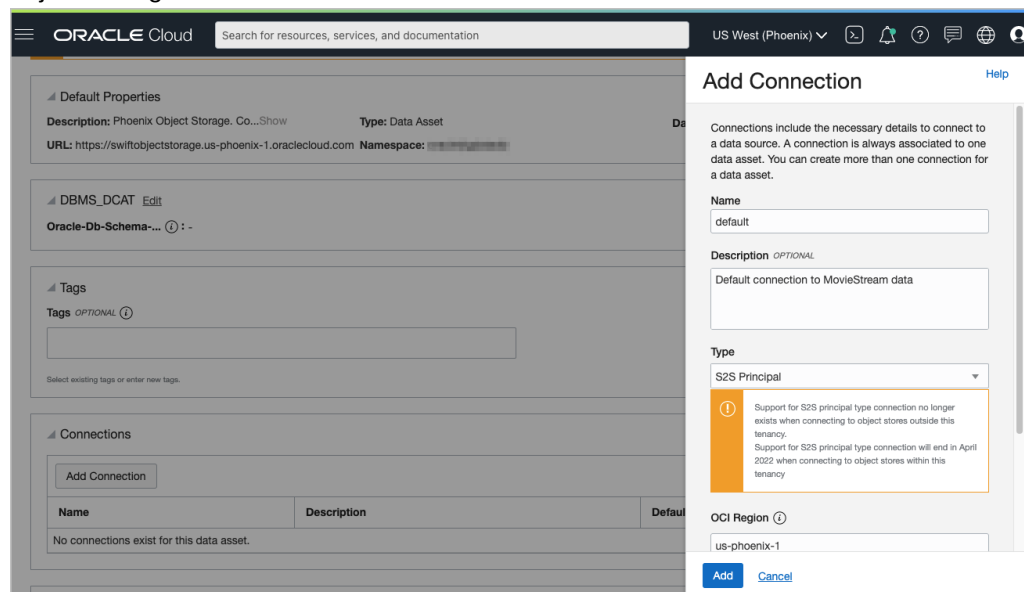 ORACLE Cloud
Search for resources, services, and documentation
US West (Phoenix)
Default Properties
Description: Phoenix Object Storage. Co...Show
Type: Data Asset
Da
URL: https://swiftobjectstorage.us-phoenix-1.oraclecloud.com
Namespace:
DBMS_DCAT Edit
Oracle-Db-Schema-... : -
Tags
Tags OPTIONAL
Select existing tags or enter new tags.
Connections
Add Connection
Name
Description
Defaul
No connections exist for this data asset.
Add Connection
Help
Connections include the necessary details to connect to
a data source. A connection is always associated to one
data asset. You can create more than one connection for
a data asset.
Name
default
Description OPTIONAL
Default connection to MovieStream data
Type
S2S Principal
Support for S2S principal type connection no longer
exists when connecting to object stores outside this
tenancy.
Support for S2S principal type connection will end in April
2022 when connecting to object stores within this
tenancy
OCI Region
us-phoenix-1
Add
Cancel